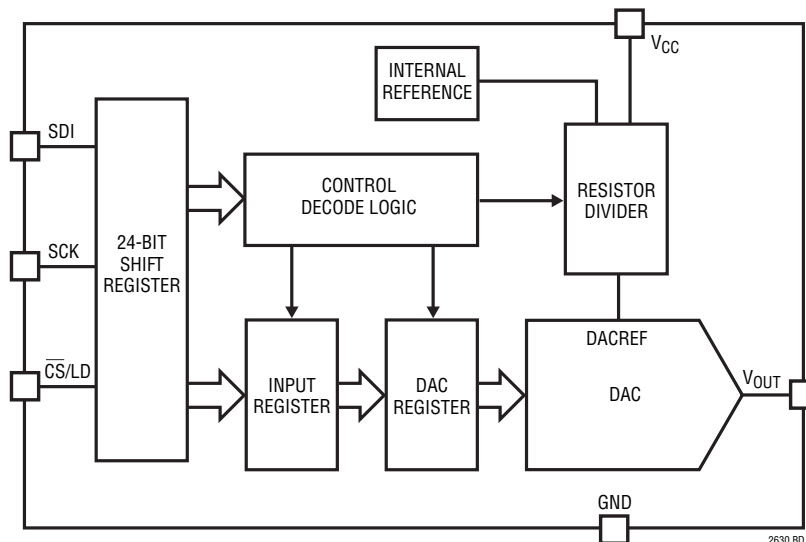 VCC
INTERNAL
REFERENCE
SDI
CONTROL
DECODE LOGIC
RESISTOR
DIVIDER
SCK
24-BIT
SHIFT
REGISTER
CS/LD
DACREF
INPUT
REGISTER
DAC
REGISTER
DAC
VOUT
GND
2630 BD